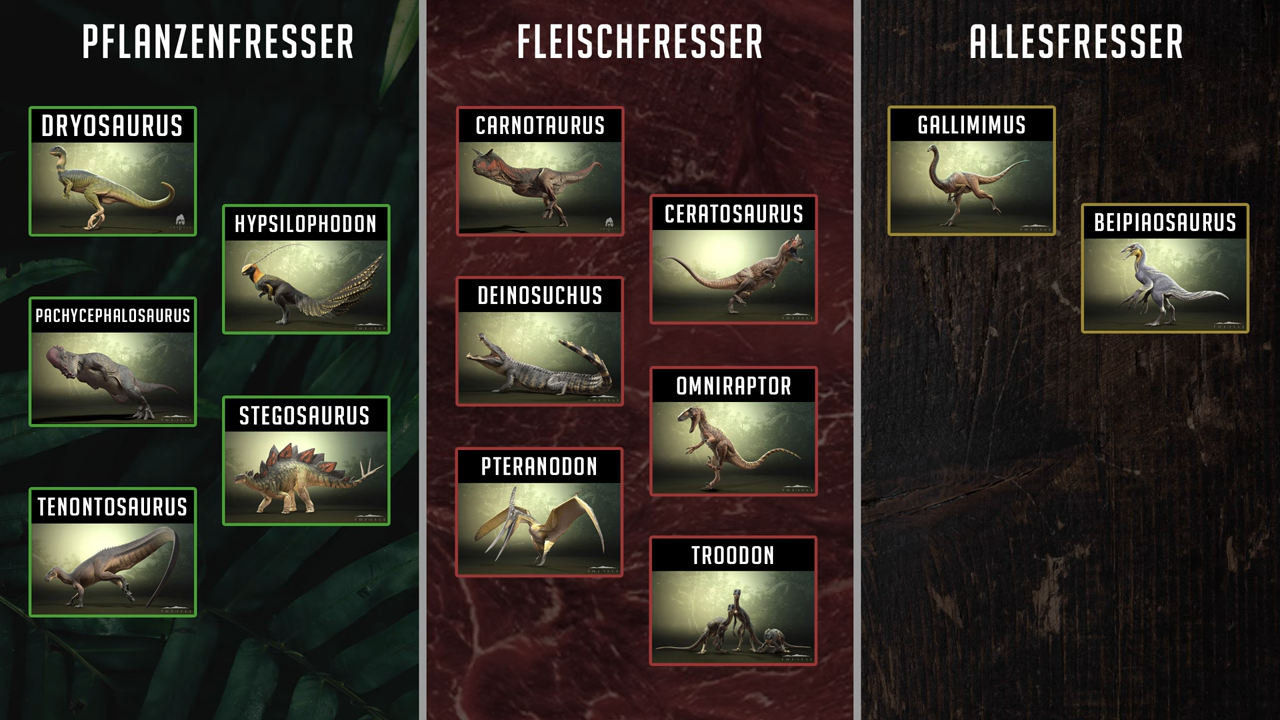 PFLANZENFRESSER
DRYOSAURUS
HYPSILOPHODON
PACHYCEPHALOSAURUS
STEGOSAURUS
TENONTOSAURUS
FLEISCHFRESSER
CARNOTAURUS
CERATOSAURUS
DEINOSUCHUS
OMNIRAPTOR
PTERANODON
TROODON
ALLESFRESSER
GALLIMIMUS
BEIPIAOSAURUS